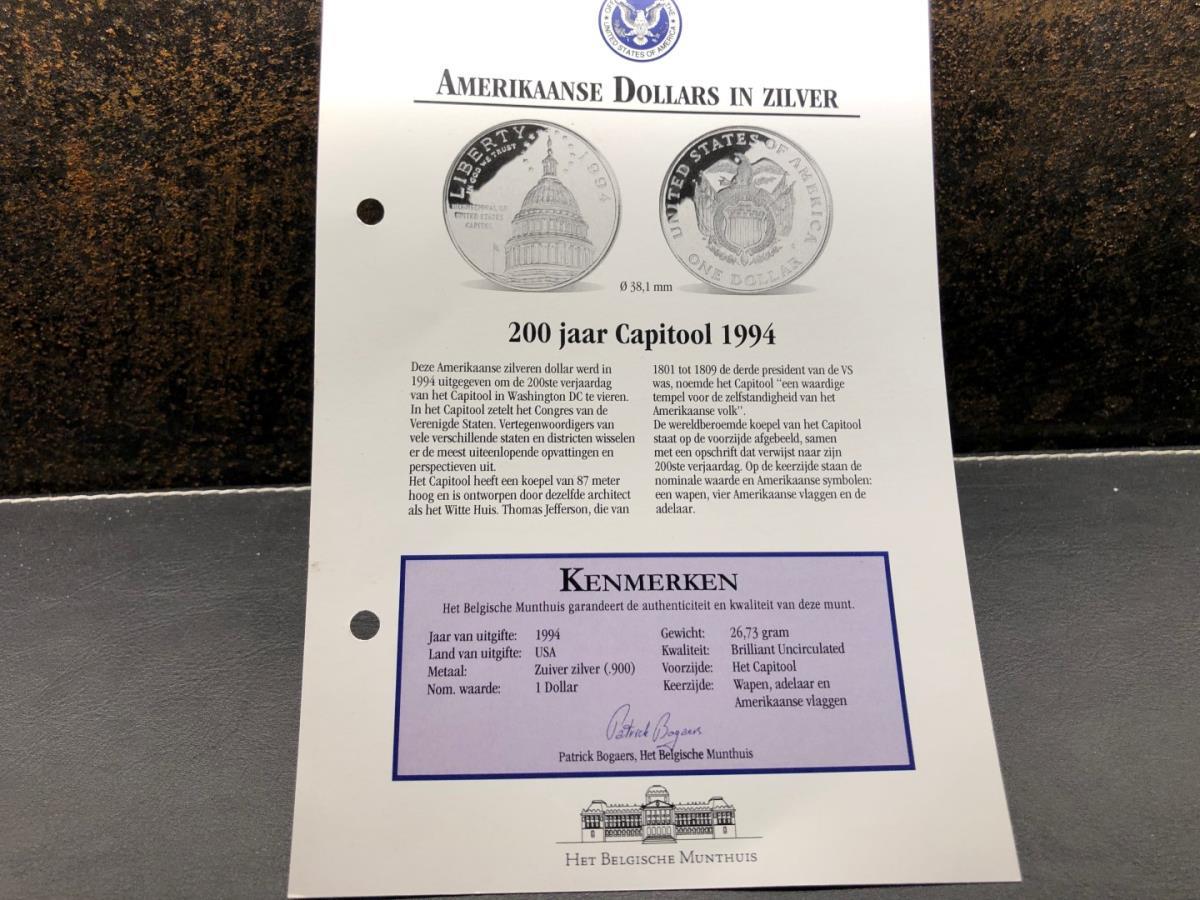 UNITED STATES OF AMERICA
AMERIKAANSE DOLLARS IN ZILVER
LIBERTY
IN GOD WE TRUST
1994
BICENTENNIAL OF
UNITED STATES
CAPITOL
UNITED STATES OF AMERICA
ONE DOLLAR
Ø 38,1 mm
200 jaar Capitool 1994
Deze Amerikaanse zilveren dollar werd in
1994 uitgegeven om de 200ste verjaardag
van het Capitool in Washington DC te vieren.
In het Capitool zetelt het Congres van de
Verenigde Staten. Vertegenwoordigers van
vele verschillende staten en districten wisselen
er de meest uiteenlopende opvattingen en
perspectieven uit.
Het Capitool heeft een koepel van 87 meter
hoog en is ontworpen door dezelfde architect
als het Witte Huis. Thomas Jefferson, die van
1801 tot 1809 de derde president van de VS
was, noemde het Capitool “een waardige
tempel voor de zelfstandigheid van het
Amerikaanse volk”.
De wereldberoemde koepel van het Capitool
staat op de voorzijde afgebeeld, samen
met een opschrift dat verwijst naar zijn
200ste verjaardag. Op de keerzijde staan de
nominale waarde en Amerikaanse symbolen:
een wapen, vier Amerikaanse vlaggen en de
adelaar.
KENMERKEN
Het Belgische Munthuis garandeert de authenticiteit en kwaliteit van deze munt.
Jaar van uitgifte: 1994
Land van uitgifte: USA
Metaal: Zuiver zilver (.900)
Nom. waarde: 1 Dollar
Gewicht: 26,73 gram
Kwaliteit: Brilliant Uncirculated
Voorzijde: Het Capitool
Keerzijde: Wapen, adelaar en
Amerikaanse vlaggen
Patrick Bogaers
Patrick Bogaers, Het Belgische Munthuis
HET BELGISCHE MUNTHUIS